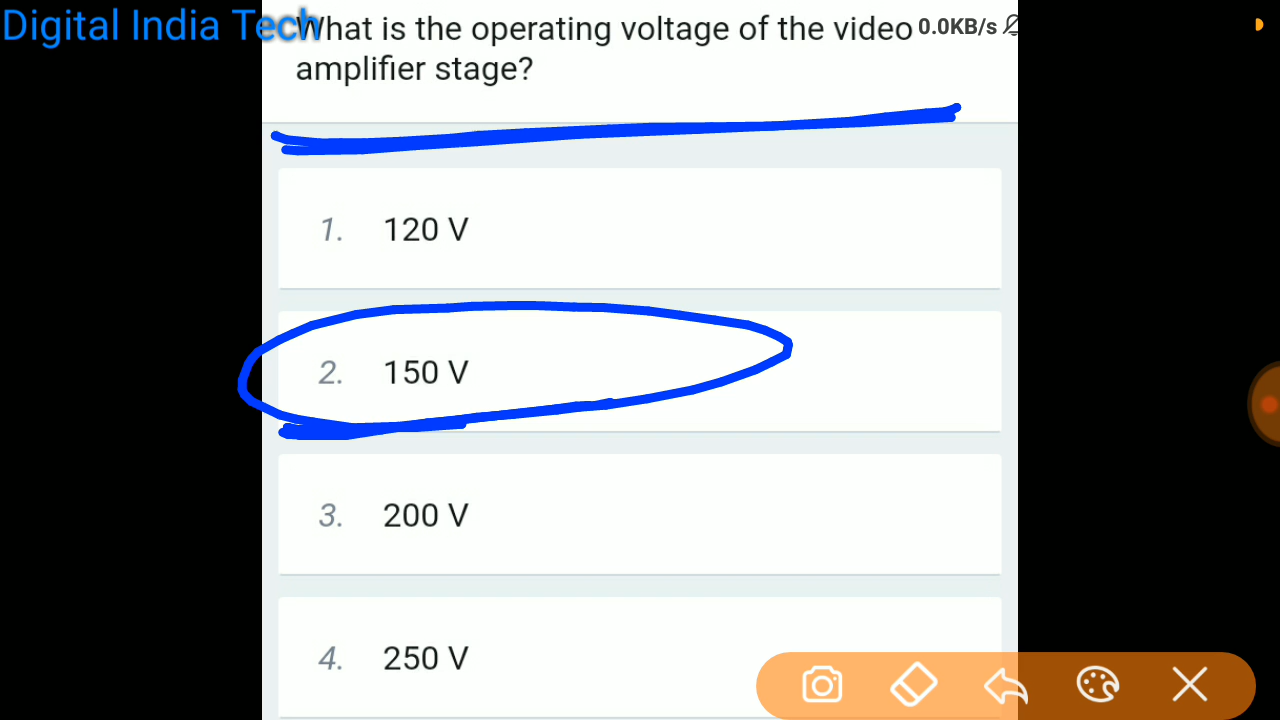 Digital India Tech
What is the operating voltage of the video
0.0KB/s
amplifier stage?
1. 120 V
2. 150 V
3. 200 V
4. 250 V